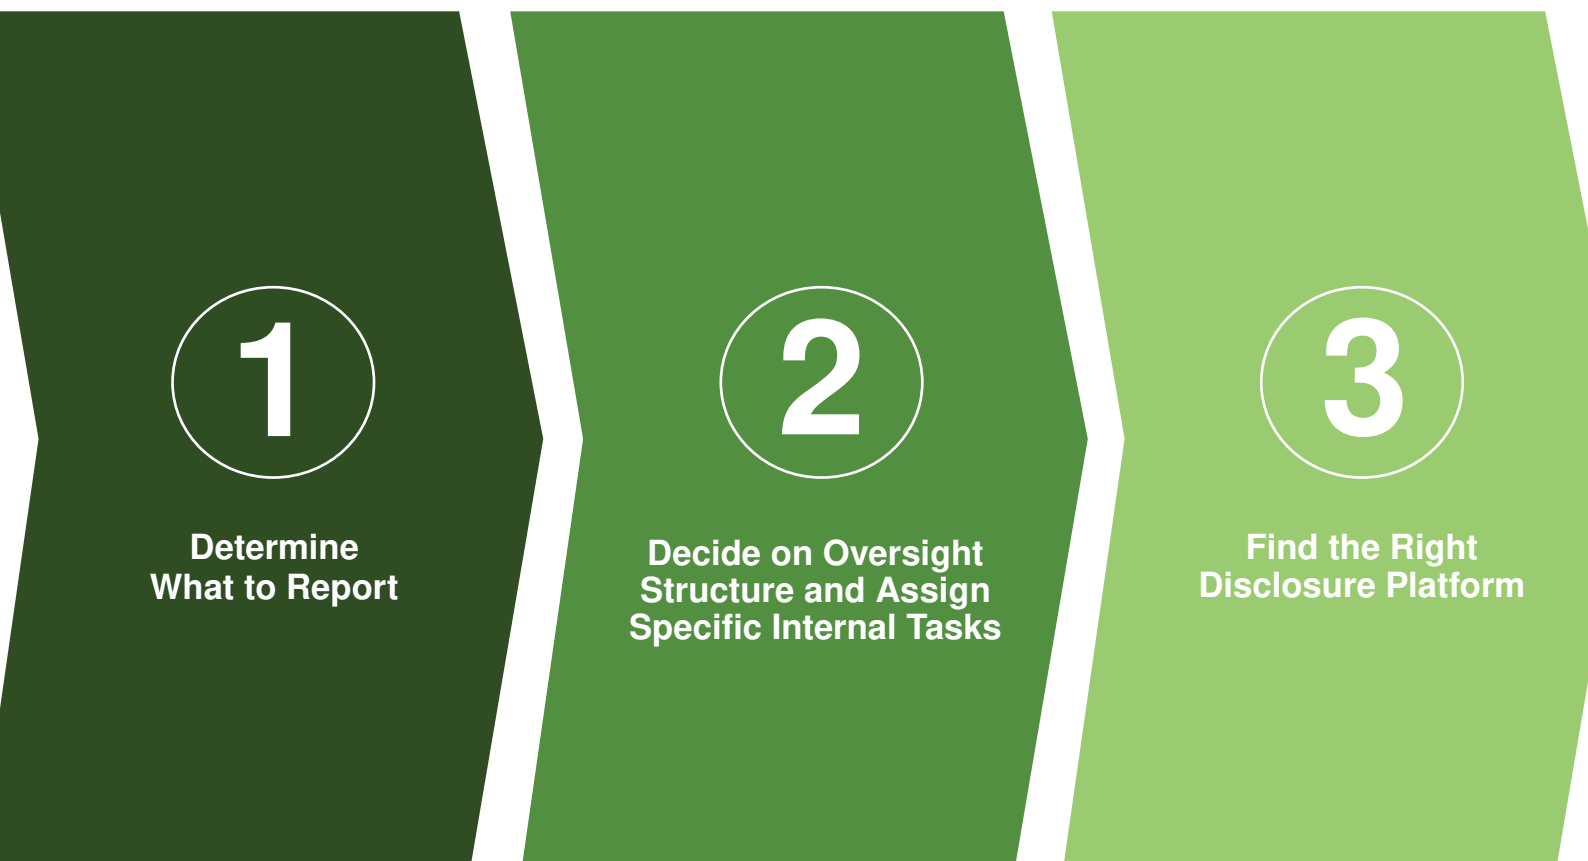 1
Determine
What to Report
2
Decide on Oversight
Structure and Assign
Specific Internal Tasks
3
Find the Right
Disclosure Platform